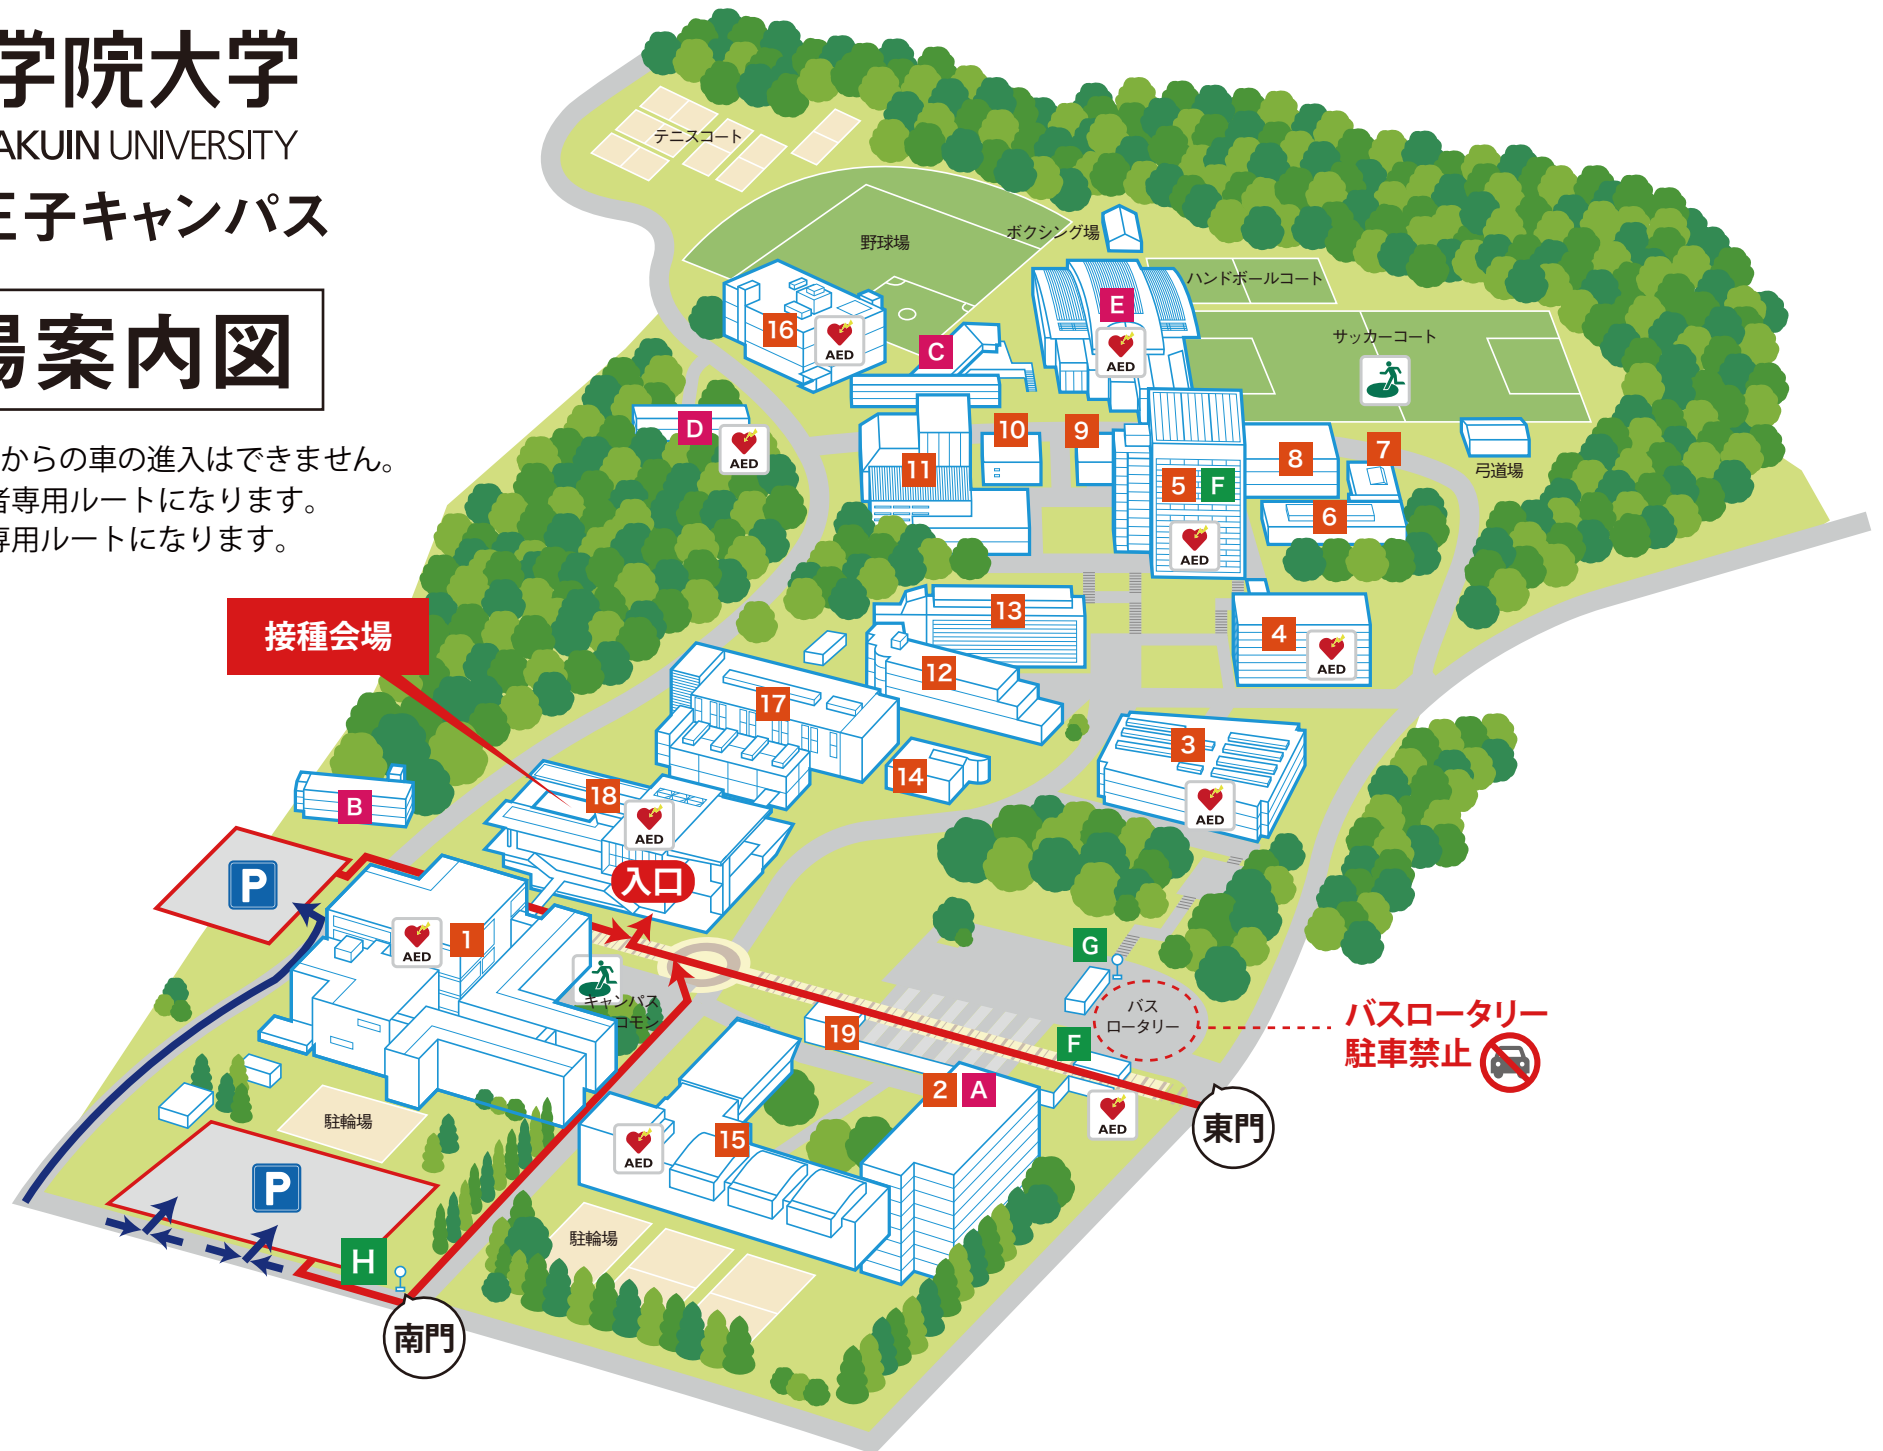 学院大学
AKUIN UNIVERSITY
王子キャンパス
場案内図
からの車の進入はできません。
者専用ルートになります。
専用ルートになります。
テニスコート
野球場
ボクシング場
ハンドボールコート
サッカーコート
弓道場
E
AED
16
AED
C
D
AED
10
9
11
8
7
5 F
6
AED
接種会場
13
4
AED
12
17
3
AED
14
18
AED
入口
B
P
AED
1
キャンパス
コモン
G
バス
ロータリー
バスロータリー
駐車禁止
19
F
2 A
AED
東門
駐輪場
15
AED
P
駐輪場
H
南門